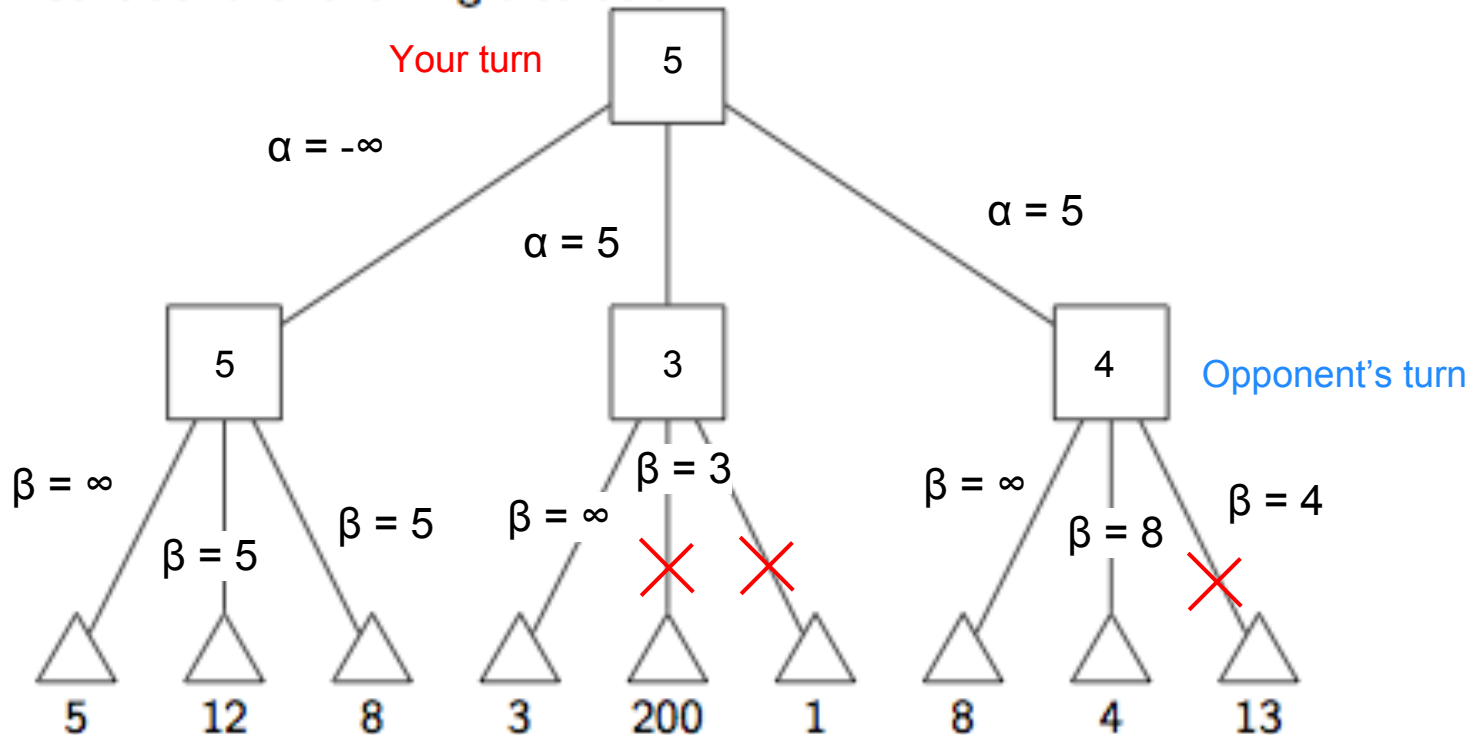 Your turn
5
α = -∞
α = 5
α = 5
5
3
4
Opponent's turn
β = ∞
β = 5
β = 5
β = ∞
β = 3
β = ∞
β = 8
β = 4
5 12 8 3 200 1 8 4 13